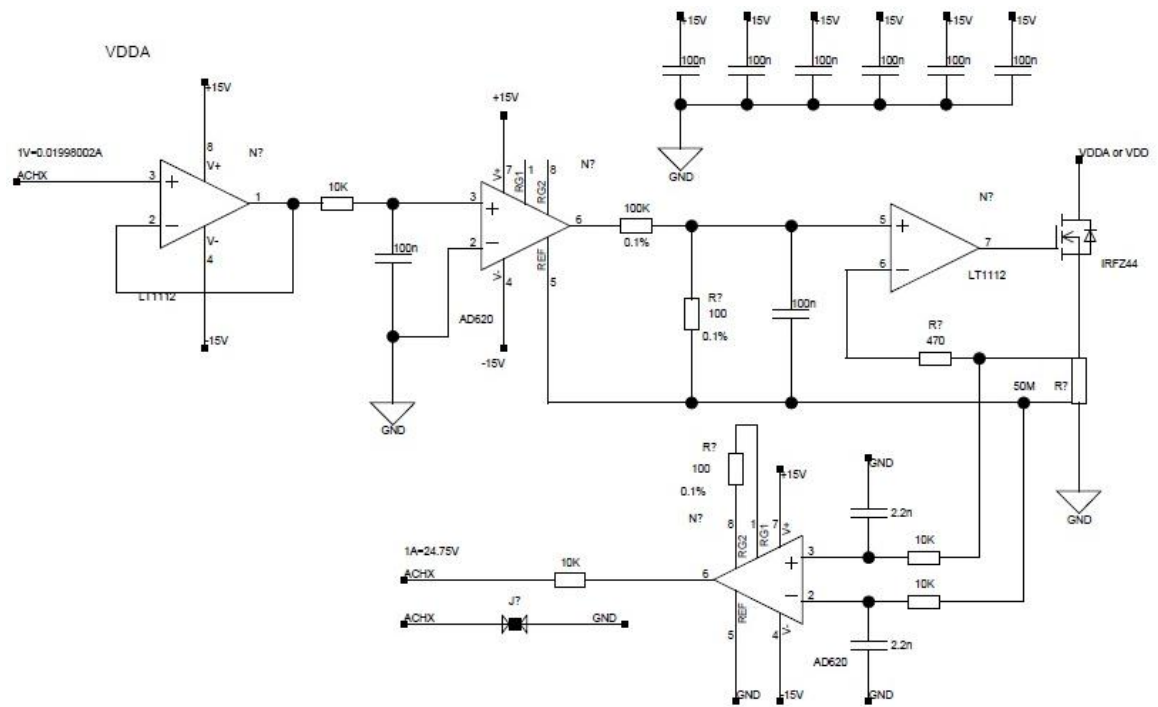 VDDA
+15V +15V +15V +15V +15V +15V
100n 100n 100n 100n 100n 100n
GND
+15V
+15V
1V=0.01998002A
ACHX
8
V+
N?
3
1
2
V-
4
LT1112
-15V
10K
100n
GND
7
V+
1
RG1
8
RG2
N?
3
6
2
V-
4
REF
5
AD620
-15V
100K
0.1%
R?
100
0.1%
100n
N?
5
7
6
LT1112
VDDA or VDD
IRFZ44
R?
470
50M
R?
GND
R?
100
0.1%
+15V
GND
N?
8
RG2
1
RG1
7
V+
2.2n
10K
3
1A=24.75V
ACHX
10K
6
10K
2
ACHX
J?
GND
REF
5
4
V-
2.2n
AD620
GND
-15V
GND